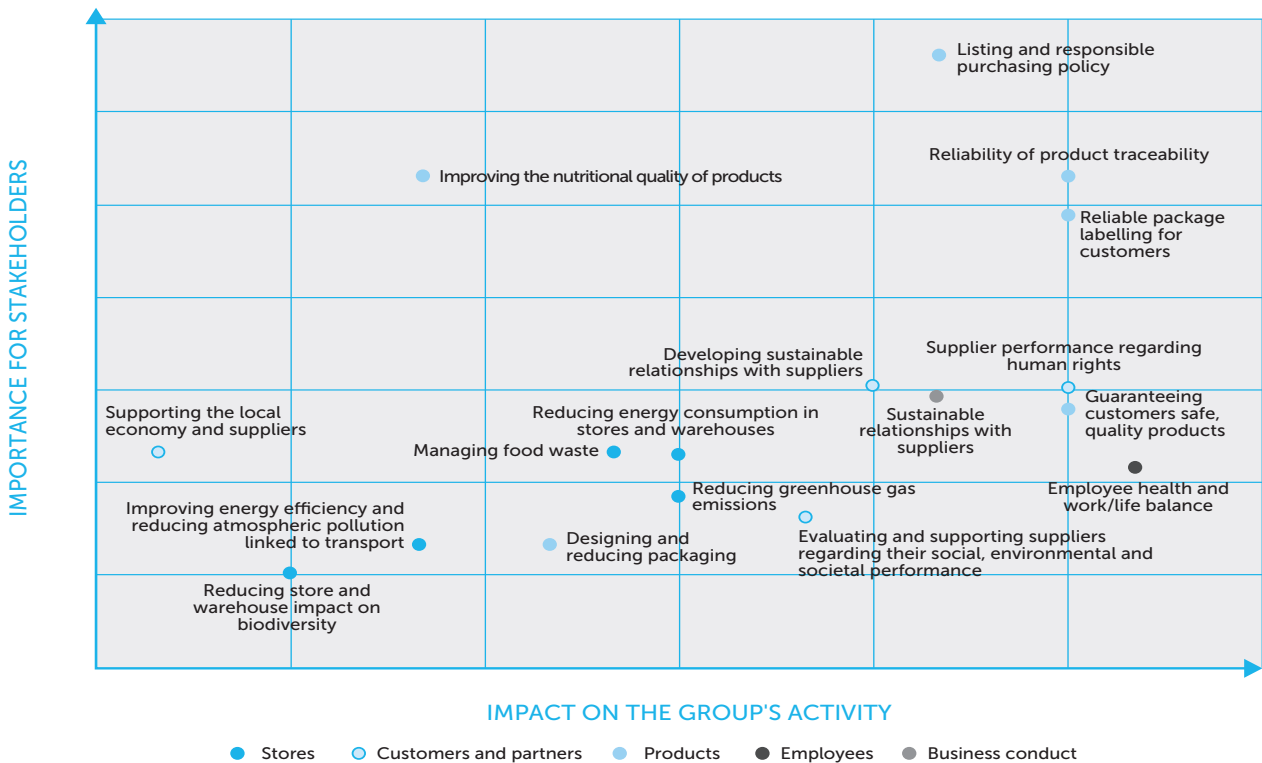 IMPORTANCE FOR STAKEHOLDERS
Listing and responsible
purchasing policy
Reliability of product traceability
Improving the nutritional quality of products
Reliable package
labelling for
customers
Developing sustainable
relationships with suppliers
Supplier performance regarding
human rights
Supporting the local
economy and suppliers
Reducing energy consumption in
stores and warehouses
Managing food waste
Sustainable
relationships with
suppliers
Guaranteeing
customers safe,
quality products
Employee health and
work/life balance
Reducing greenhouse gas
emissions
Improving energy efficiency and
reducing atmospheric pollution
linked to transport
Designing and
reducing packaging
Evaluating and supporting suppliers
regarding their social, environmental and
societal performance
Reducing store and
warehouse impact on
biodiversity
IMPACT ON THE GROUP'S ACTIVITY
Stores
Customers and partners
Products
Employees
Business conduct